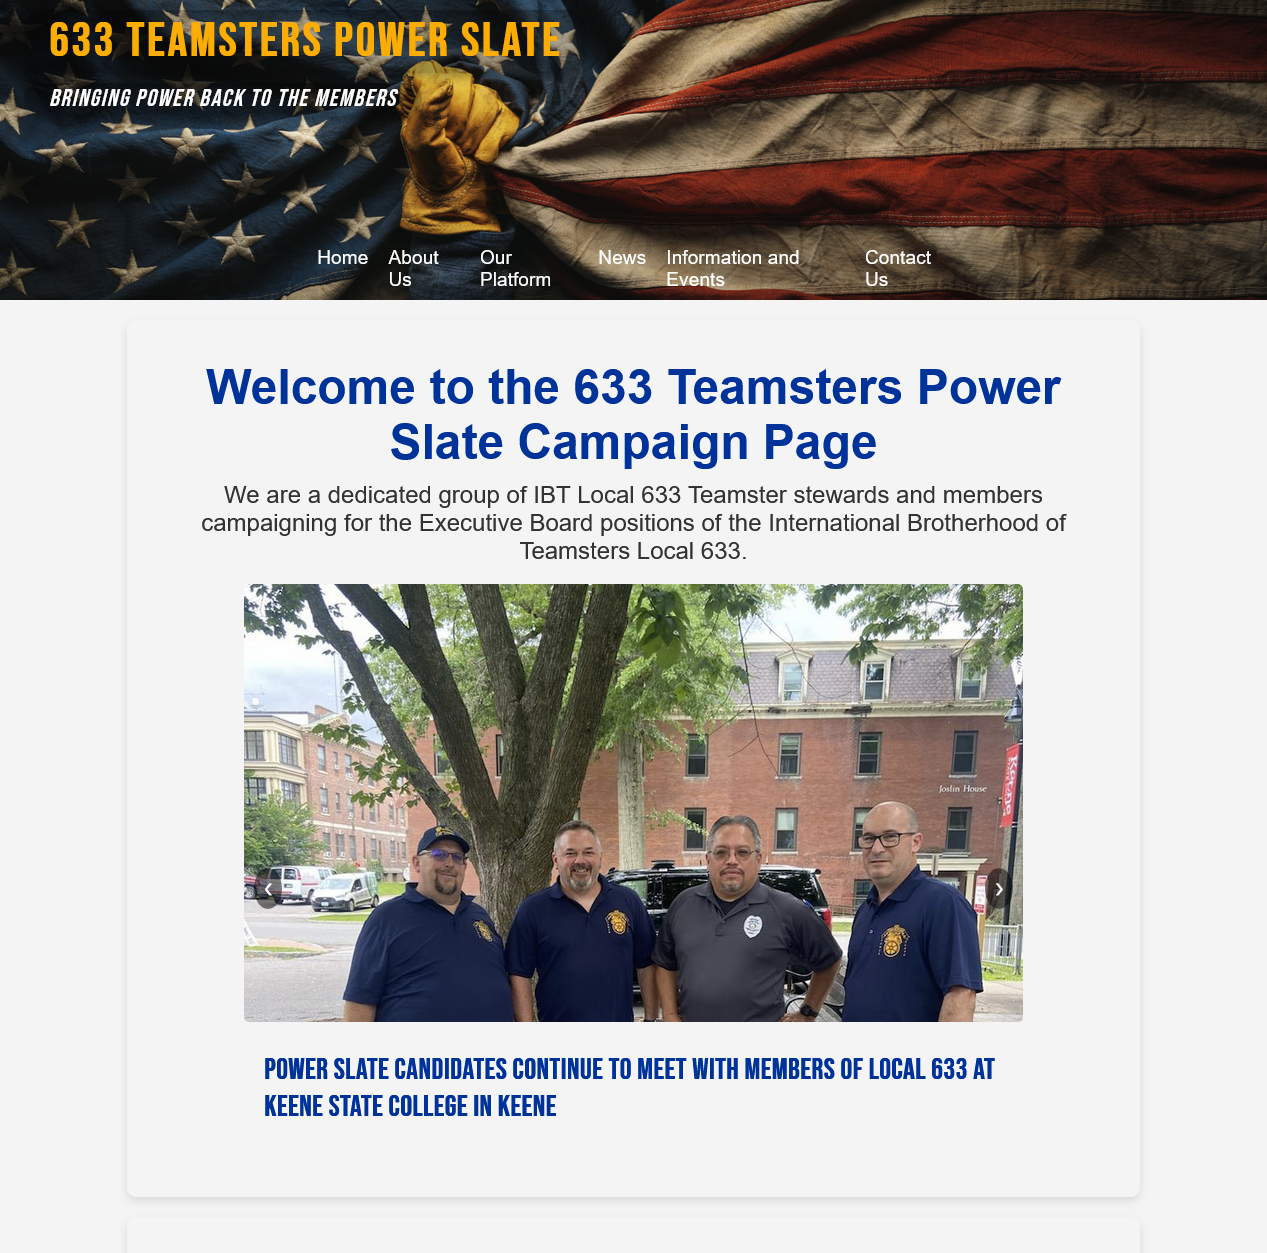 633 TEAMSTERS POWER SLATE
BRINGING POWER BACK TO THE MEMBERS
Home
About
Us
Our
Platform
News
Information and
Events
Contact
Us
Welcome to the 633 Teamsters Power
Slate Campaign Page
We are a dedicated group of IBT Local 633 Teamster stewards and members
campaigning for the Executive Board positions of the International Brotherhood of
Teamsters Local 633.
Joslin House
‹
›
POWER SLATE CANDIDATES CONTINUE TO MEET WITH MEMBERS OF LOCAL 633 AT
KEENE STATE COLLEGE IN KEENE